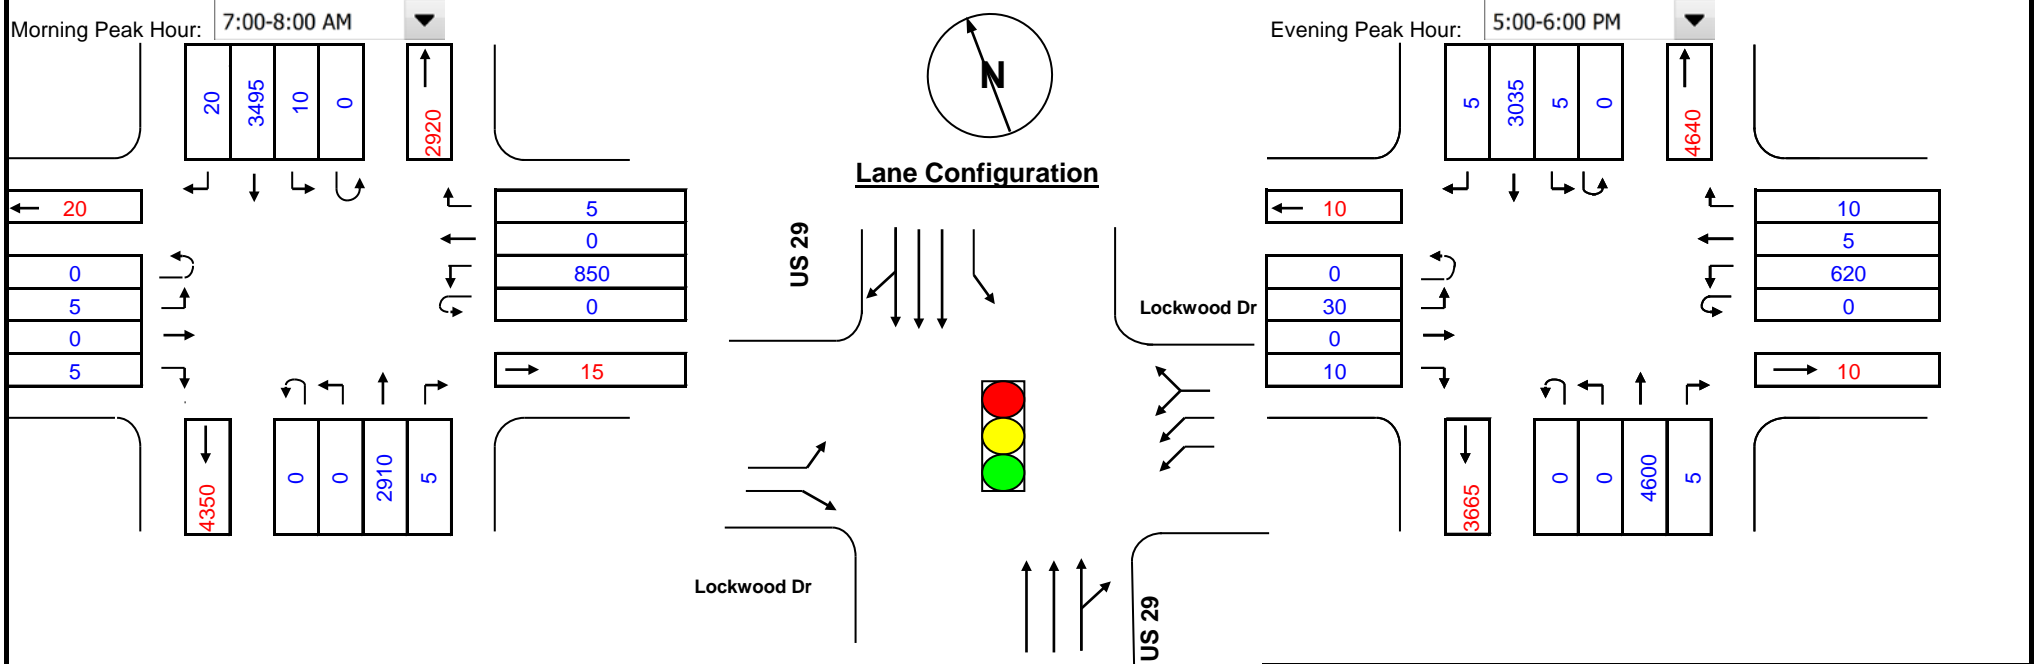 Morning Peak Hour: 7:00-8:00 AM
20 3495 10 0 2920
20
5
0
850
0
0
5
0
5
15
4350
0 0 2910 5
N
Lane Configuration
US 29
Lockwood Dr
Lockwood Dr
US 29
Evening Peak Hour: 5:00-6:00 PM
5 3035 5 0 4640
10
10
5
620
0
0
30
0
10
10
3665
0 0 4600 5